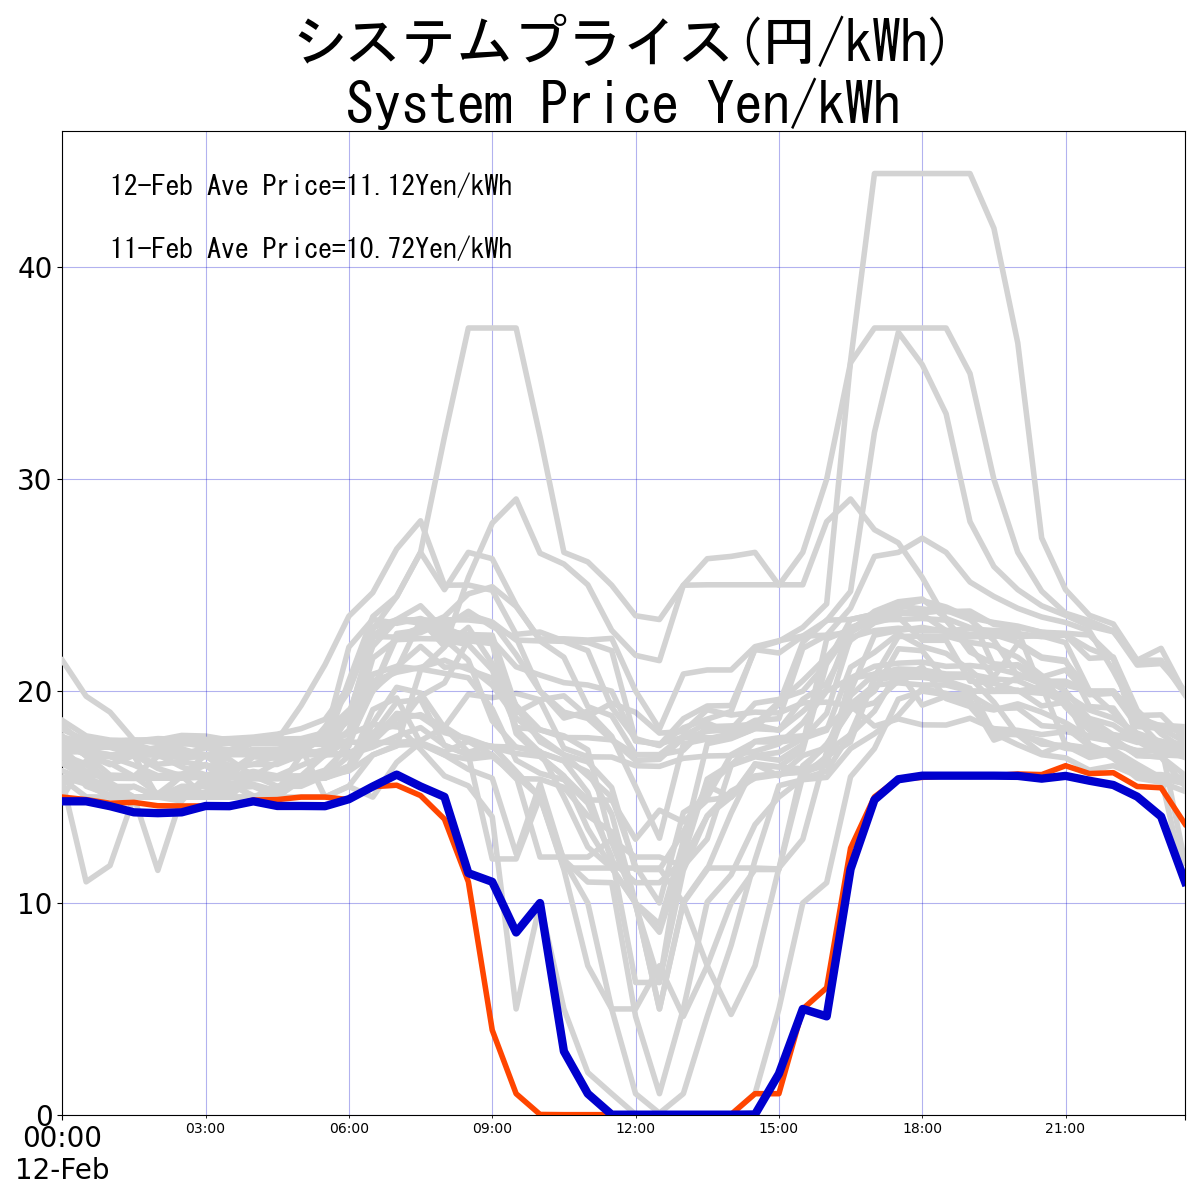 システムプライス(円/kWh)
System Price Yen/kWh
12-Feb Ave Price=11.12Yen/kWh
11-Feb Ave Price=10.72Yen/kWh
40
30
20
10
0
00:00 03:00 06:00 09:00 12:00 15:00 18:00 21:00
12-Feb